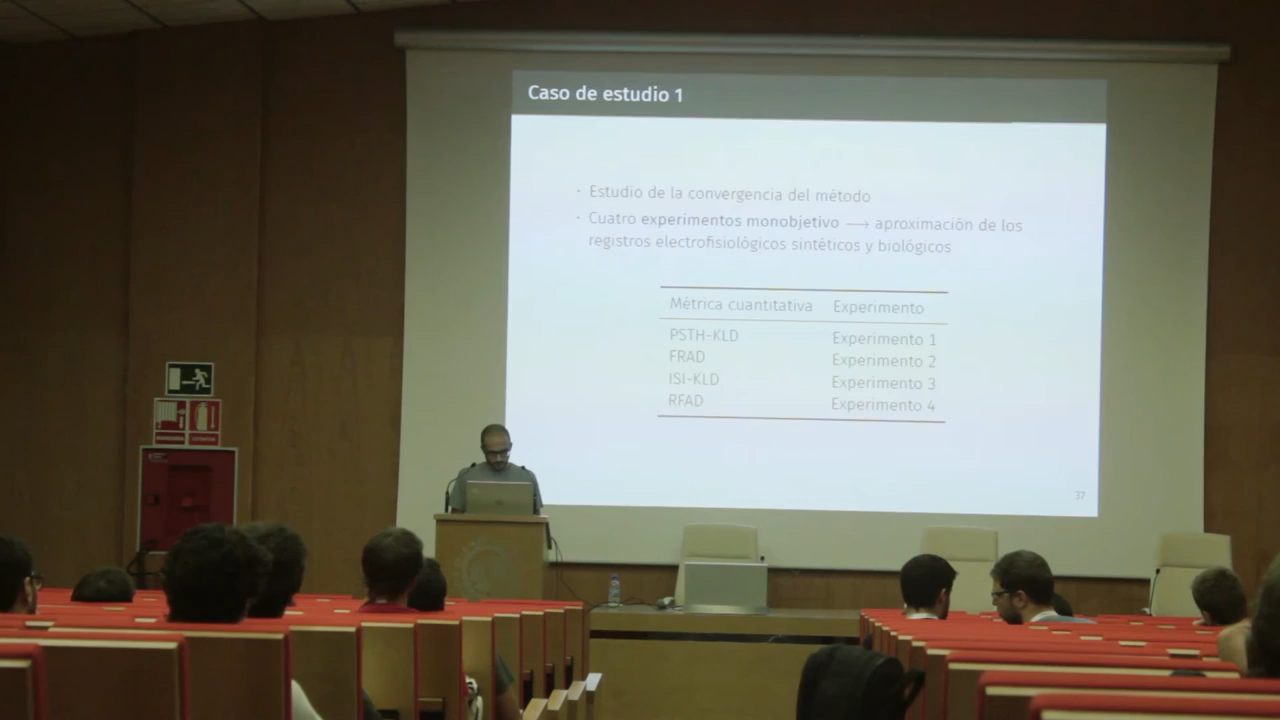 Caso de estudio 1
· Estudio de la convergencia del método
· Cuatro experimentos monobjetivo ⟶ aproximación de los
registros electrofisiológicos sintéticos y biológicos
Métrica cuantitativa Experimento
PSTH-KLD Experimento 1
FRAD Experimento 2
ISI-KLD Experimento 3
RFAD Experimento 4
37